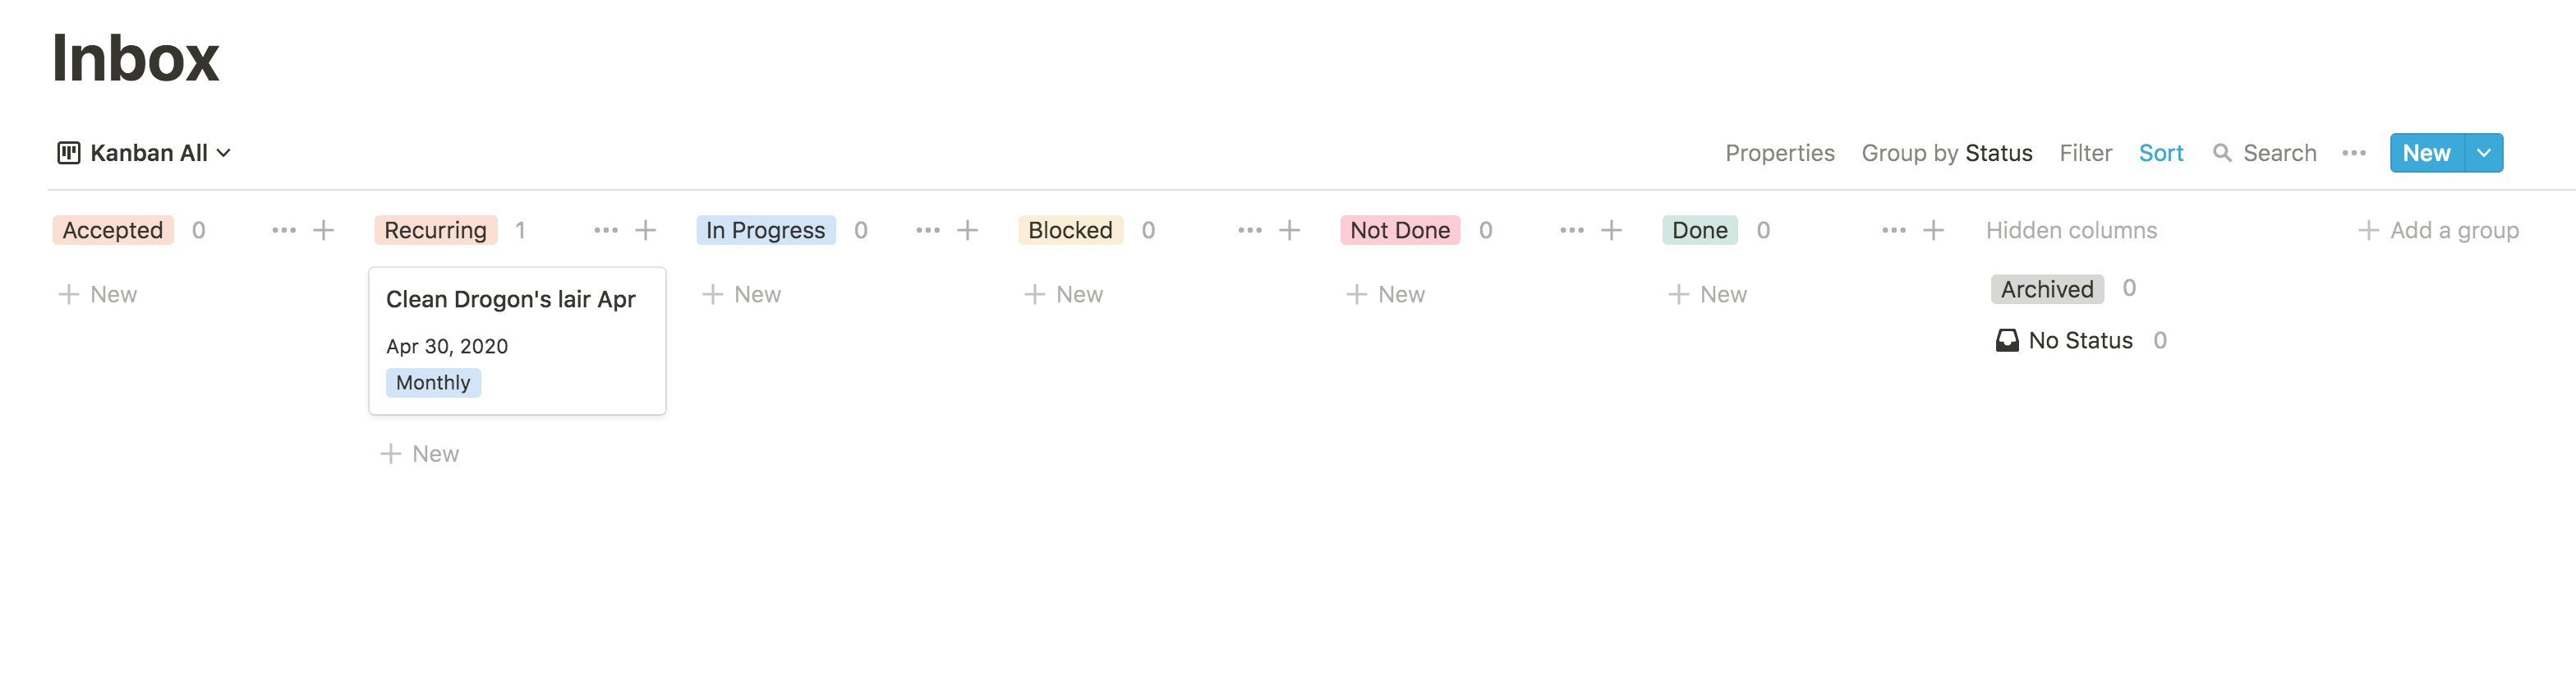 Inbox
Kanban All
Properties Group by Status Filter Sort Search New
Accepted 0
Recurring 1
In Progress 0
Blocked 0
Not Done 0
Done 0
Hidden columns
Add a group
New
Clean Drogon's lair Apr
Apr 30, 2020
Monthly
New
New
New
New
New
Archived 0
No Status 0